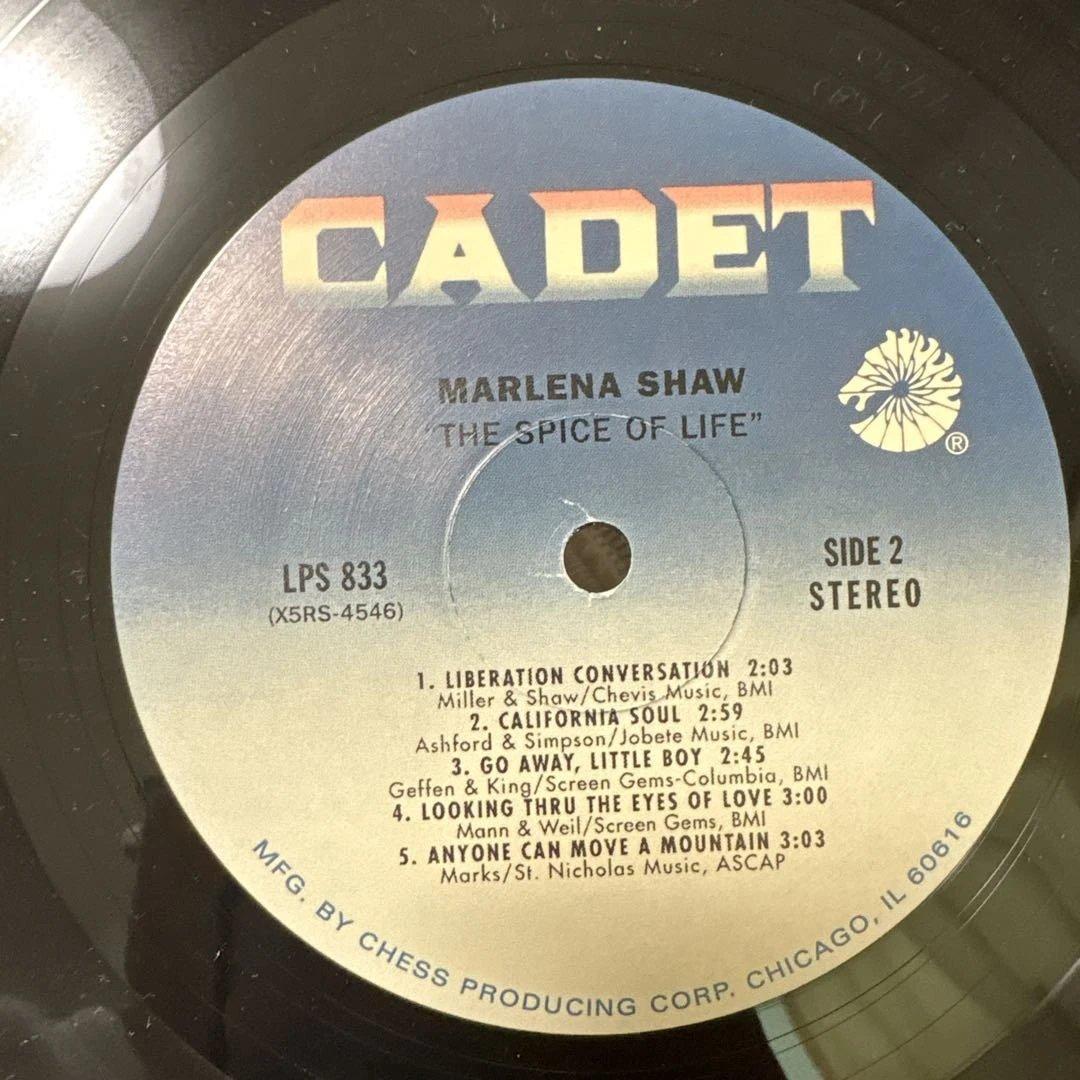 CADET
MARLENA SHAW
"THE SPICE OF LIFE"
®
LPS 833
(X5RS-4546)
SIDE 2
STEREO
1. LIBERATION CONVERSATION 2:03
Miller & Shaw/Chevis Music, BMI
2. CALIFORNIA SOUL 2:59
Ashford & Simpson/Jobete Music, BMI
3. GO AWAY, LITTLE BOY 2:45
Geffen & King/Screen Gems-Columbia, BMI
4. LOOKING THRU THE EYES OF LOVE 3:00
Mann & Weil/Screen Gems, BMI
5. ANYONE CAN MOVE A MOUNTAIN 3:03
Marks/St. Nicholas Music, ASCAP
MFG. BY CHESS PRODUCING CORP. CHICAGO, IL 60616